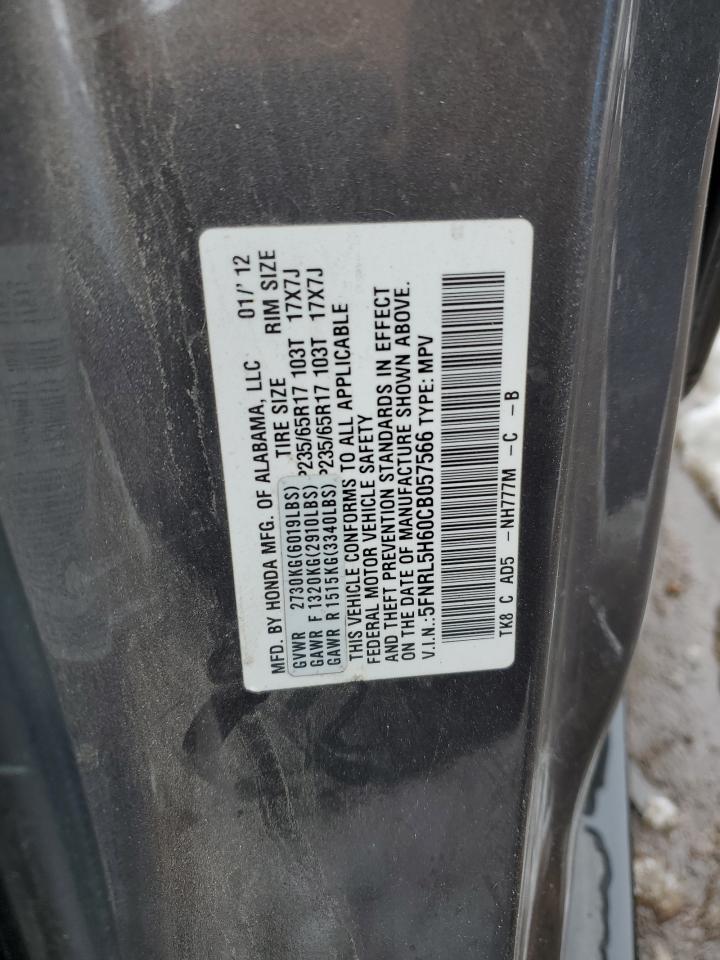 MFD. BY HONDA MFG. OF ALABAMA, LLC 01/'12
TIRE SIZE RIM SIZE
GVWR 2730KG(6019LBS)
GAWR F 1320KG(2910LBS) P235/65R17 103T 17X7J
GAWR R 1515KG(3340LBS) P235/65R17 103T 17X7J
THIS VEHICLE CONFORMS TO ALL APPLICABLE
FEDERAL MOTOR VEHICLE SAFETY
AND THEFT PREVENTION STANDARDS IN EFFECT
ON THE DATE OF MANUFACTURE SHOWN ABOVE.
V.I.N.:5FNRL5H60CB057566 TYPE: MPV
TK8 C AD5 -NH777M -C -B